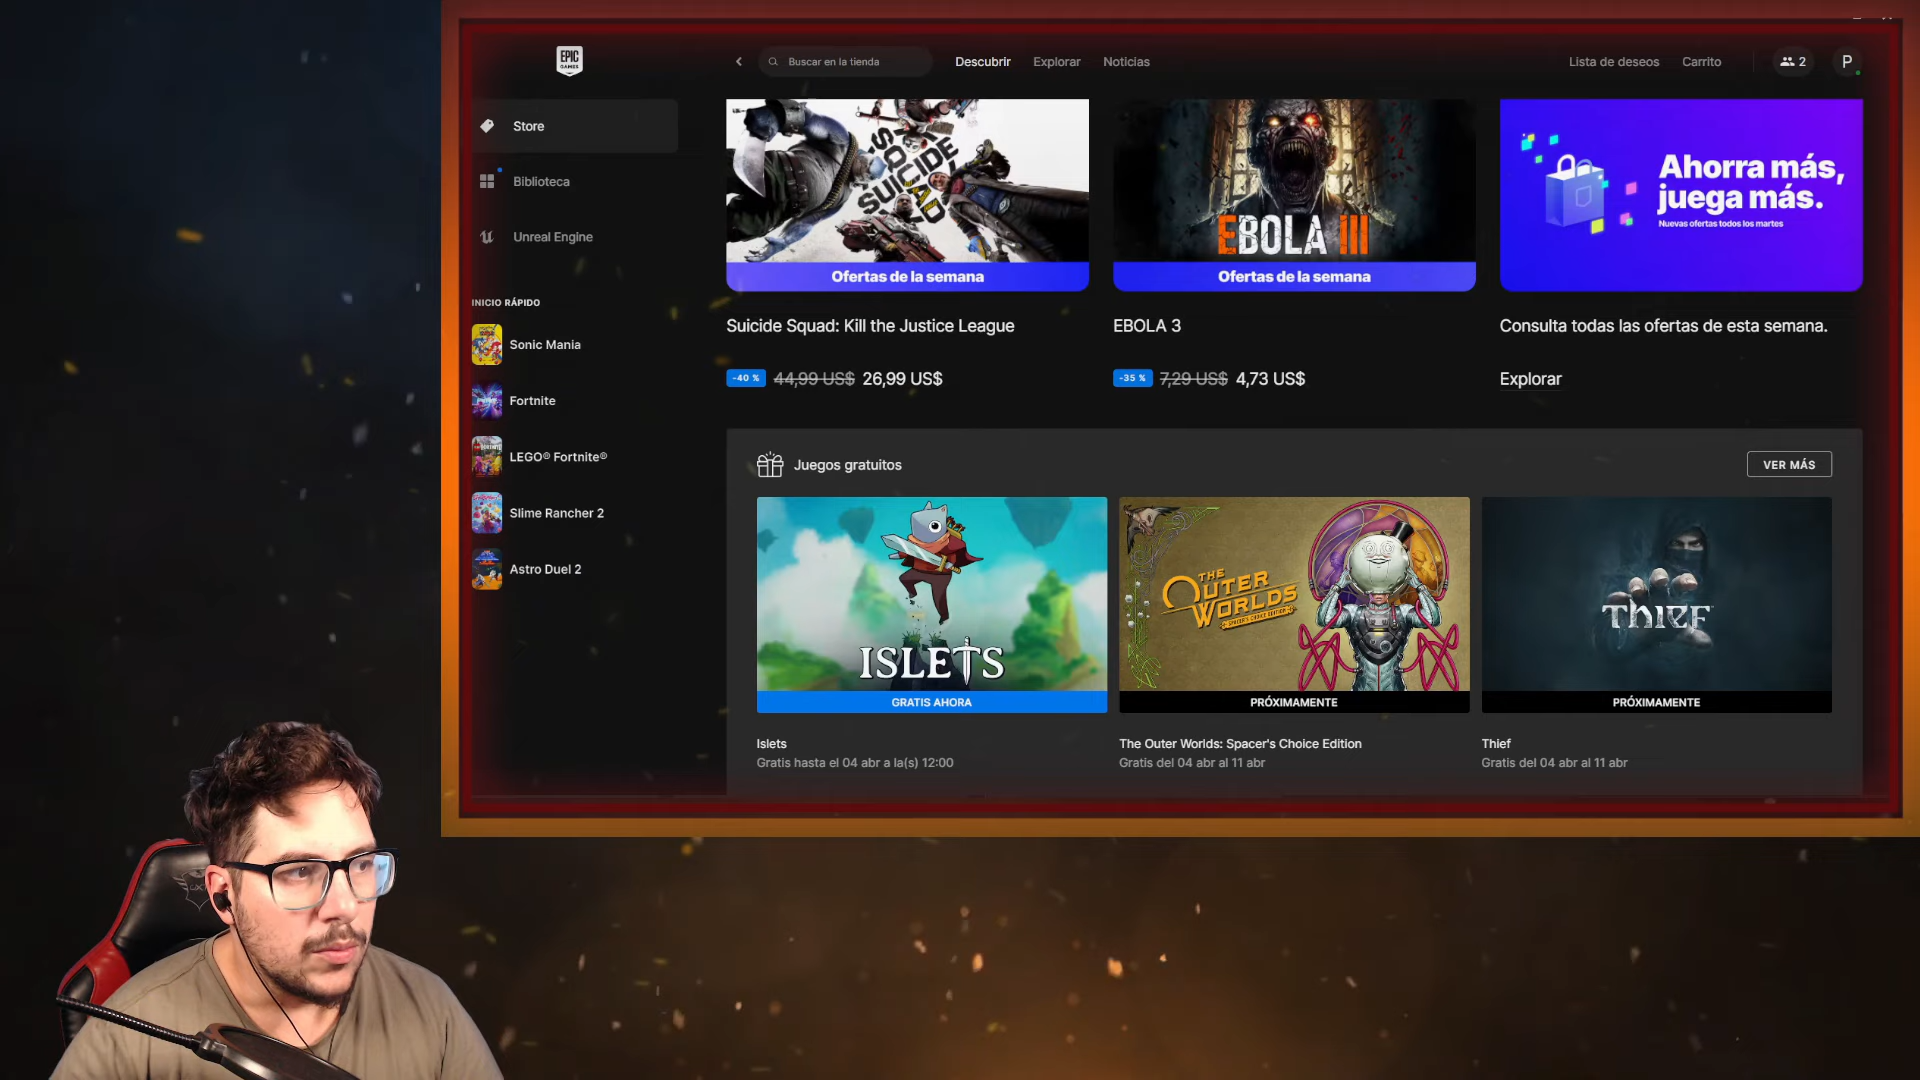 EPIC
GAMES
Buscar en la tienda
Descubrir
Explorar
Noticias
Lista de deseos
Carrito
2
P
Store
Biblioteca
Unreal Engine
INICIO RÁPIDO
Sonic Mania
Fortnite
LEGO® Fortnite®
Slime Rancher 2
Astro Duel 2
SUICIDE
SQUAD
Ofertas de la semana
Suicide Squad: Kill the Justice League
-40 % 44,99 US$ 26,99 US$
EBOLA III
Ofertas de la semana
EBOLA 3
-35 % 7,29 US$ 4,73 US$
Ahorra más,
juega más.
Nuevas ofertas todos los martes
Consulta todas las ofertas de esta semana.
Explorar
Juegos gratuitos
VER MÁS
ISLETS
GRATIS AHORA
Islets
Gratis hasta el 04 abr a la(s) 12:00
THE
OUTER
WORLDS
SPACER'S CHOICE EDITION
PRÓXIMAMENTE
The Outer Worlds: Spacer's Choice Edition
Gratis del 04 abr al 11 abr
THIEF
PRÓXIMAMENTE
Thief
Gratis del 04 abr al 11 abr